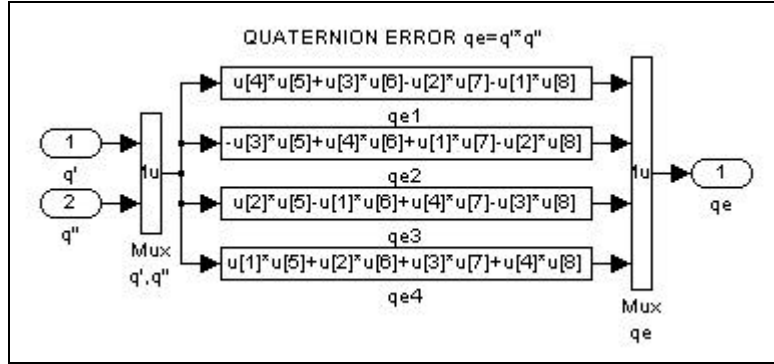 QUATERNION ERROR qe=q'*q"
u[4]*u[5]+u[3]*u[6]-u[2]*u[7]-u[1]*u[8]
qe1
1
q'
-u[3]*u[5]+u[4]*u[6]+u[1]*u[7]-u[2]*u[8]
qe2
Mu
Mu
1
qe
2
q"
u[2]*u[5]-u[1]*u[6]+u[4]*u[7]-u[3]*u[8]
qe3
Mux
q',q"
u[1]*u[5]+u[2]*u[6]+u[3]*u[7]+u[4]*u[8]
qe4
Mux
qe